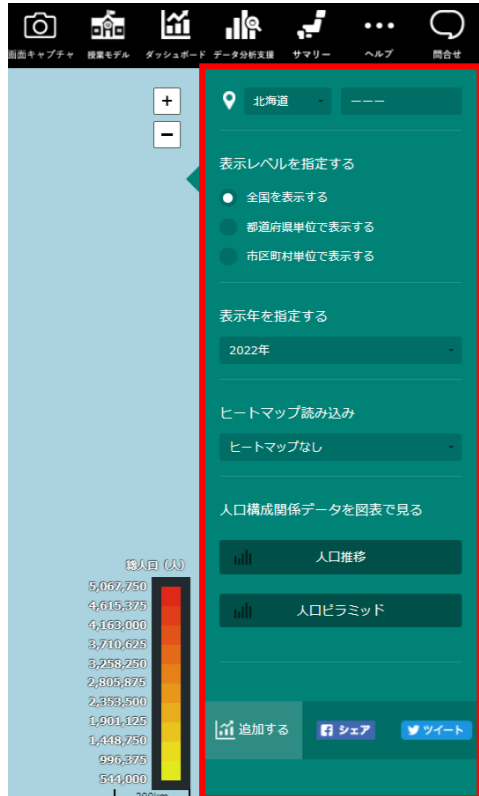 画面キャプチャ 授業モデル ダッシュボード データ分析支援 サマリー ヘルプ 問合せ
+
−
北海道 −−−
表示レベルを指定する
全国を表示する
都道府県単位で表示する
市区町村単位で表示する
表示年を指定する
2022年
ヒートマップ読み込み
ヒートマップなし
人口構成関係データを図表で見る
人口推移
人口ピラミッド
総人口 (人)
5,067,750
4,615,375
4,163,000
3,710,625
3,258,250
2,805,875
2,353,500
1,901,125
1,448,750
996,375
544,000
200km
追加する シェア ツイート